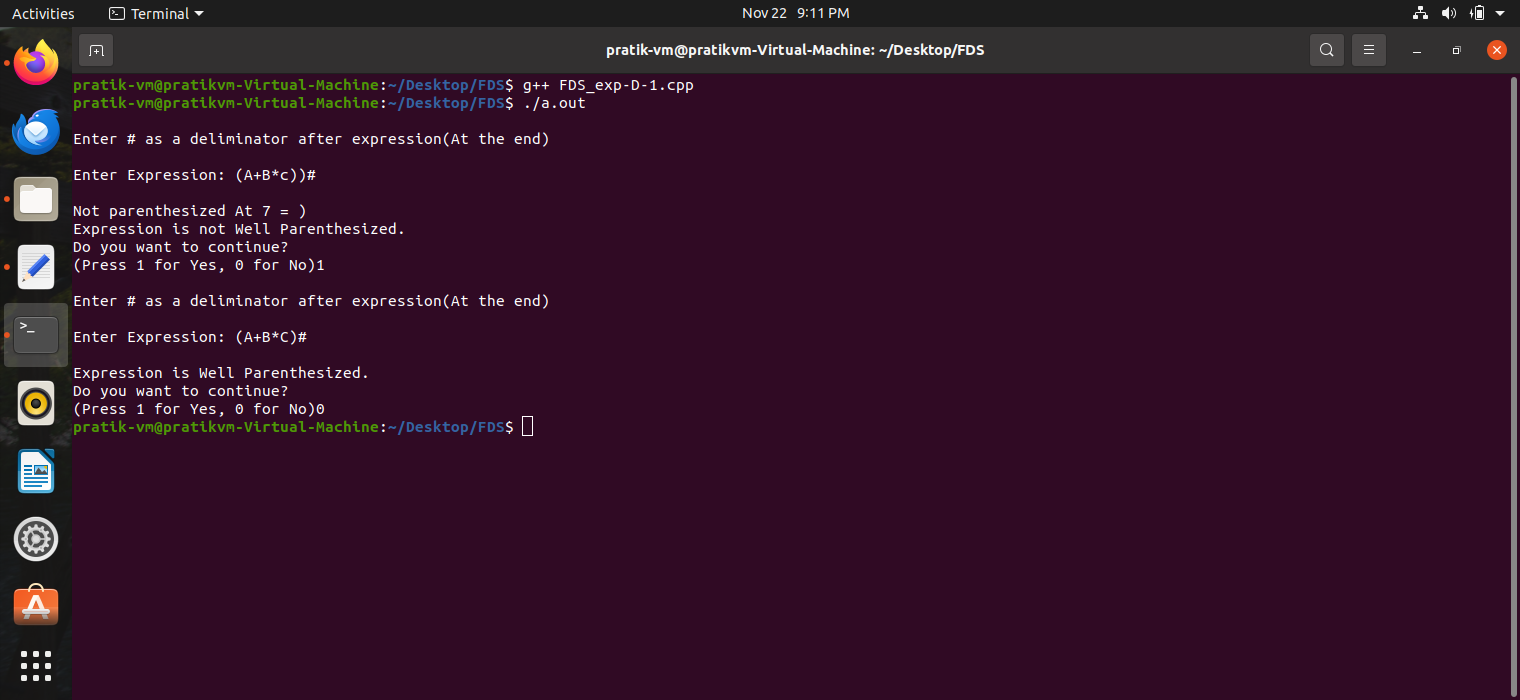 Activities
Terminal
Nov 22 9:11 PM
pratik-vm@pratikvm-Virtual-Machine: ~/Desktop/FDS
pratik-vm@pratikvm-Virtual-Machine:~/Desktop/FDS$ g++ FDS_exp-D-1.cpp
pratik-vm@pratikvm-Virtual-Machine:~/Desktop/FDS$ ./a.out
Enter # as a deliminator after expression(At the end)
Enter Expression: (A+B*c))#
Not parenthesized At 7 = )
Expression is not Well Parenthesized.
Do you want to continue?
(Press 1 for Yes, 0 for No)1
Enter # as a deliminator after expression(At the end)
Enter Expression: (A+B*C)#
Expression is Well Parenthesized.
Do you want to continue?
(Press 1 for Yes, 0 for No)0
pratik-vm@pratikvm-Virtual-Machine:~/Desktop/FDS$